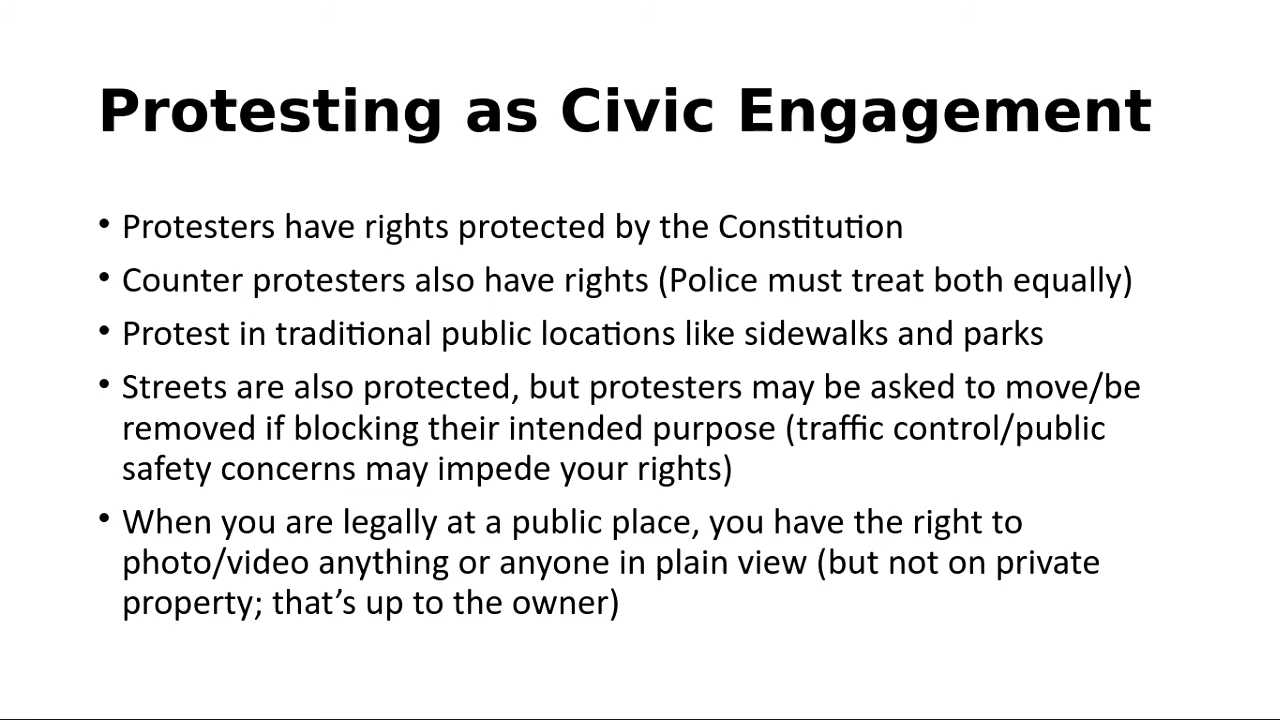 Protesting as Civic Engagement
• Protesters have rights protected by the Constitution
• Counter protesters also have rights (Police must treat both equally)
• Protest in traditional public locations like sidewalks and parks
• Streets are also protected, but protesters may be asked to move/be
removed if blocking their intended purpose (traffic control/public
safety concerns may impede your rights)
• When you are legally at a public place, you have the right to
photo/video anything or anyone in plain view (but not on private
property; that’s up to the owner)